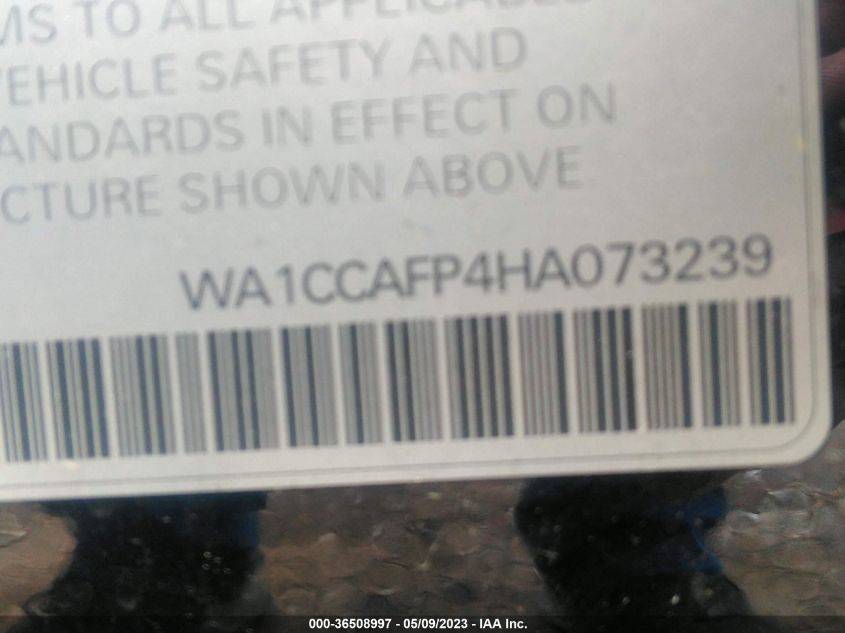 MS TO ALL APPLICABLE
VEHICLE SAFETY AND
ANDARDS IN EFFECT ON
CTURE SHOWN ABOVE
WA1CCAFP4HA073239
000-36508997 - 05/09/2023 - IAA Inc.